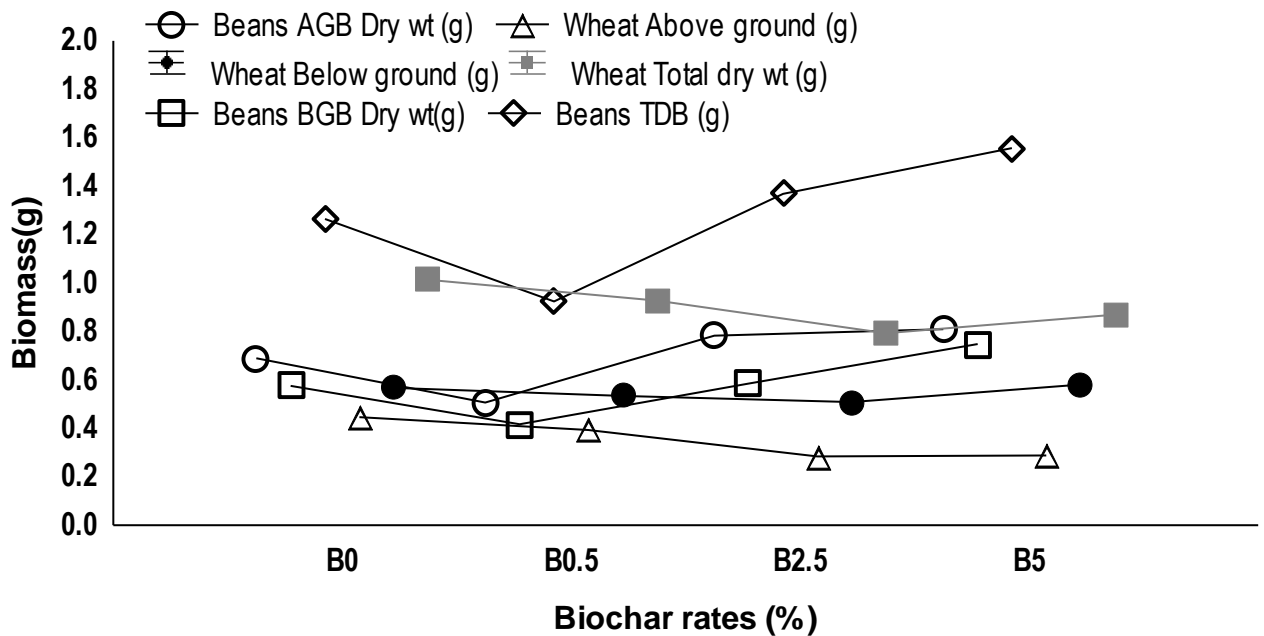 Beans AGB Dry wt (g) Wheat Above ground (g)
Wheat Below ground (g) Wheat Total dry wt (g)
Beans BGB Dry wt(g) Beans TDB (g)
2.0
1.8
1.6
1.4
1.2
1.0
0.8
0.6
0.4
0.2
0.0
Biomass(g)
B0 B0.5 B2.5 B5
Biochar rates (%)